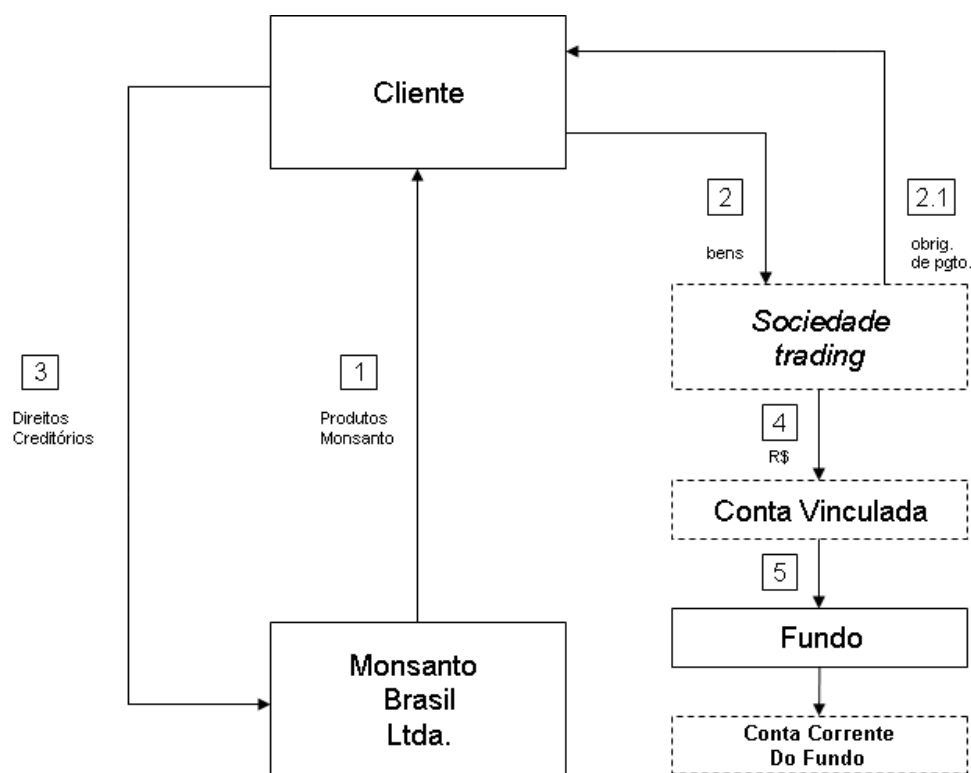 Cliente
2
bens
2.1
obrig.
de pgto.
Sociedade
trading
3
Direitos
Creditórios
1
Produtos
Monsanto
4
R$
Conta Vinculada
5
Fundo
Monsanto
Brasil
Ltda.
Conta Corrente
Do Fundo